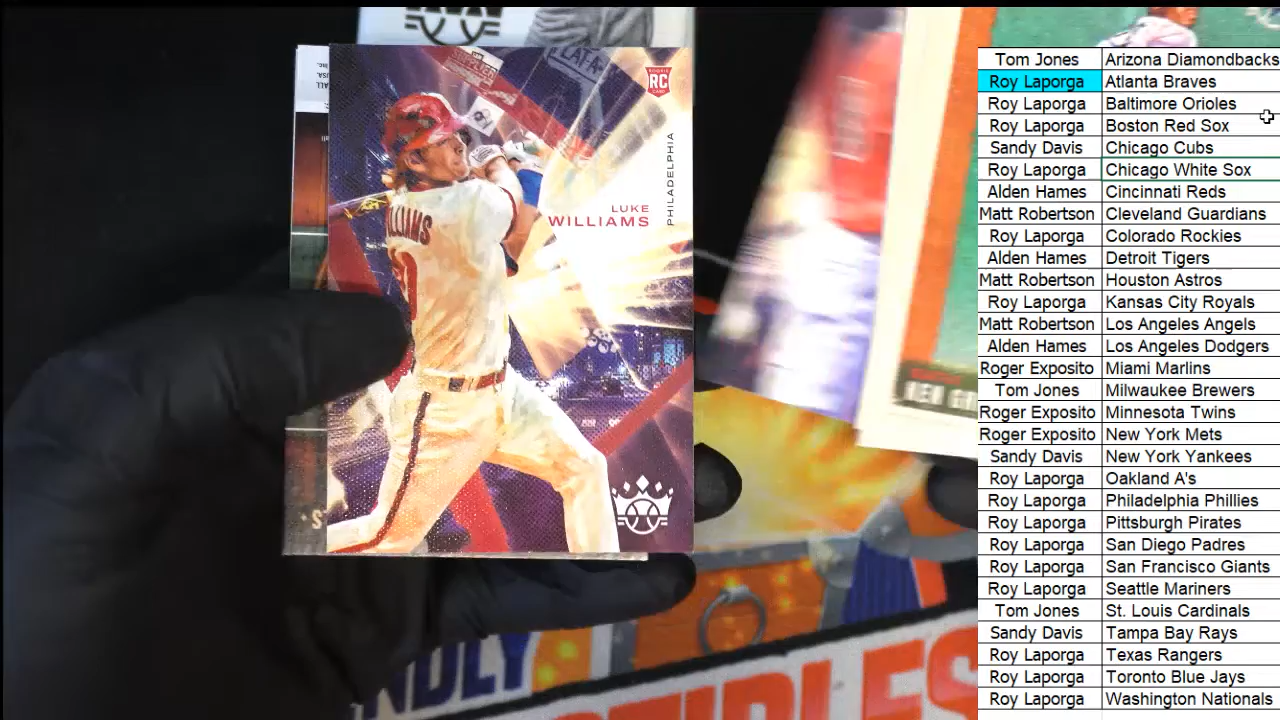 LUKE
WILLIAMS
PHILADELPHIA
ROOKIE
RC
CARD
Tom Jones Arizona Diamondbacks
Roy Laporga Atlanta Braves
Roy Laporga Baltimore Orioles
Roy Laporga Boston Red Sox
Sandy Davis Chicago Cubs
Roy Laporga Chicago White Sox
Alden Hames Cincinnati Reds
Matt Robertson Cleveland Guardians
Roy Laporga Colorado Rockies
Alden Hames Detroit Tigers
Matt Robertson Houston Astros
Roy Laporga Kansas City Royals
Matt Robertson Los Angeles Angels
Alden Hames Los Angeles Dodgers
Roger Exposito Miami Marlins
Tom Jones Milwaukee Brewers
Roger Exposito Minnesota Twins
Roger Exposito New York Mets
Sandy Davis New York Yankees
Roy Laporga Oakland A's
Roy Laporga Philadelphia Phillies
Roy Laporga Pittsburgh Pirates
Roy Laporga San Diego Padres
Roy Laporga San Francisco Giants
Roy Laporga Seattle Mariners
Tom Jones St. Louis Cardinals
Sandy Davis Tampa Bay Rays
Roy Laporga Texas Rangers
Roy Laporga Toronto Blue Jays
Roy Laporga Washington Nationals